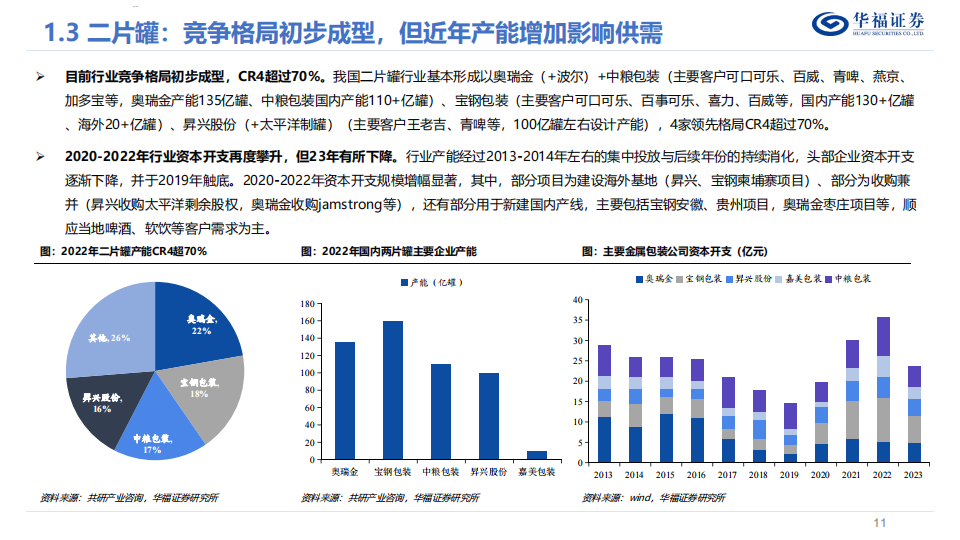 1.3 二片罐：竞争格局初步成型，但近年产能增加影响供需
华福证券
HUAFU SECURITIES CO.,LTD.
➢ 目前行业竞争格局初步成型，CR4超过70%。我国二片罐行业基本形成以奥瑞金（+波尔）+中粮包装（主要客户可口可乐、百威、青啤、燕京、
加多宝等，奥瑞金产能135亿罐、中粮包装国内产能110+亿罐）、宝钢包装（主要客户可口可乐、百事可乐、喜力、百威等，国内产能130+亿罐
、海外20+亿罐）、昇兴股份（+太平洋制罐）（主要客户王老吉、青啤等，100亿罐左右设计产能），4家领先格局CR4超过70%。
➢ 2020-2022年行业资本开支再度攀升，但23年有所下降。行业产能经过2013-2014年左右的集中投放与后续年份的持续消化，头部企业资本开支
逐渐下降，并于2019年触底。2020-2022年资本开支规模增幅显著，其中，部分项目为建设海外基地（昇兴、宝钢柬埔寨项目）、部分为收购兼
并（昇兴收购太平洋剩余股权，奥瑞金收购jamstrong等），还有部分用于新建国内产线，主要包括宝钢安徽、贵州项目，奥瑞金枣庄项目等，顺
应当地啤酒、软饮等客户需求为主。
图：2022年二片罐产能CR4超70%
奥瑞金,
22%
宝钢包装,
18%
中粮包装,
17%
昇兴股份,
16%
其他, 26%
资料来源：共研产业咨询，华福证券研究所
图：2022年国内两片罐主要企业产能
产能（亿罐）
180
160
140
120
100
80
60
40
20
0
奥瑞金 宝钢包装 中粮包装 昇兴股份 嘉美包装
资料来源：共研产业咨询，华福证券研究所
图：主要金属包装公司资本开支（亿元）
奥瑞金 宝钢包装 昇兴股份 嘉美包装 中粮包装
40
35
30
25
20
15
10
5
0
2013 2014 2015 2016 2017 2018 2019 2020 2021 2022 2023
资料来源：wind，华福证券研究所
11